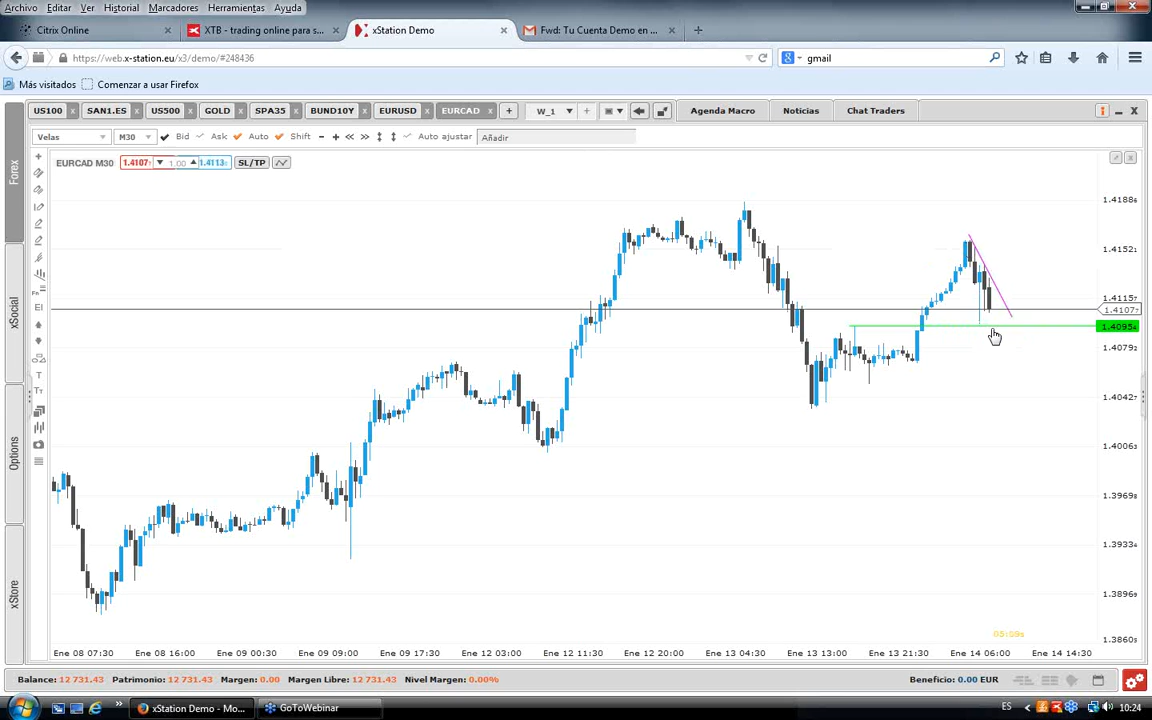 Archivo Editar Ver Historial Marcadores Herramientas Ayuda
Citrix Online × XTB - trading online para s... × xStation Demo × Fwd: Tu Cuenta Demo en ... × +
https://web.x-station.eu/x3/demo/#248436 gmail
Más visitados Comenzar a usar Firefox
US100 x SAN1.ES x US500 x GOLD x SPA35 x BUND10Y x EURUSD x EURCAD x + W_1 Agenda Macro Noticias Chat Traders
Velas M30 Bid Ask Auto Shift - + Auto ajustar Añadir
EURCAD M30 1.41077 1.00 1.4113 SL/TP
Forex
xSocial
Options
xStore
1.4188
1.4152
1.4115
1.4107
1.4095
1.4079
1.4042
1.4006
1.3969
1.3933
1.3896
1.3860
Ene 08 07:30 Ene 08 16:00 Ene 09 00:30 Ene 09 09:00 Ene 09 17:30 Ene 12 03:00 Ene 12 11:30 Ene 12 20:00 Ene 13 04:30 Ene 13 13:00 Ene 13 21:30 Ene 14 06:00 Ene 14 14:30
Balance: 12 731.43 Patrimonio: 12 731.43 Margen: 0.00 Margen Libre: 12 731.43 Nivel Margen: 0.00% Beneficio: 0.00 EUR
xStation Demo - Mo... GoToWebinar ES 10:24